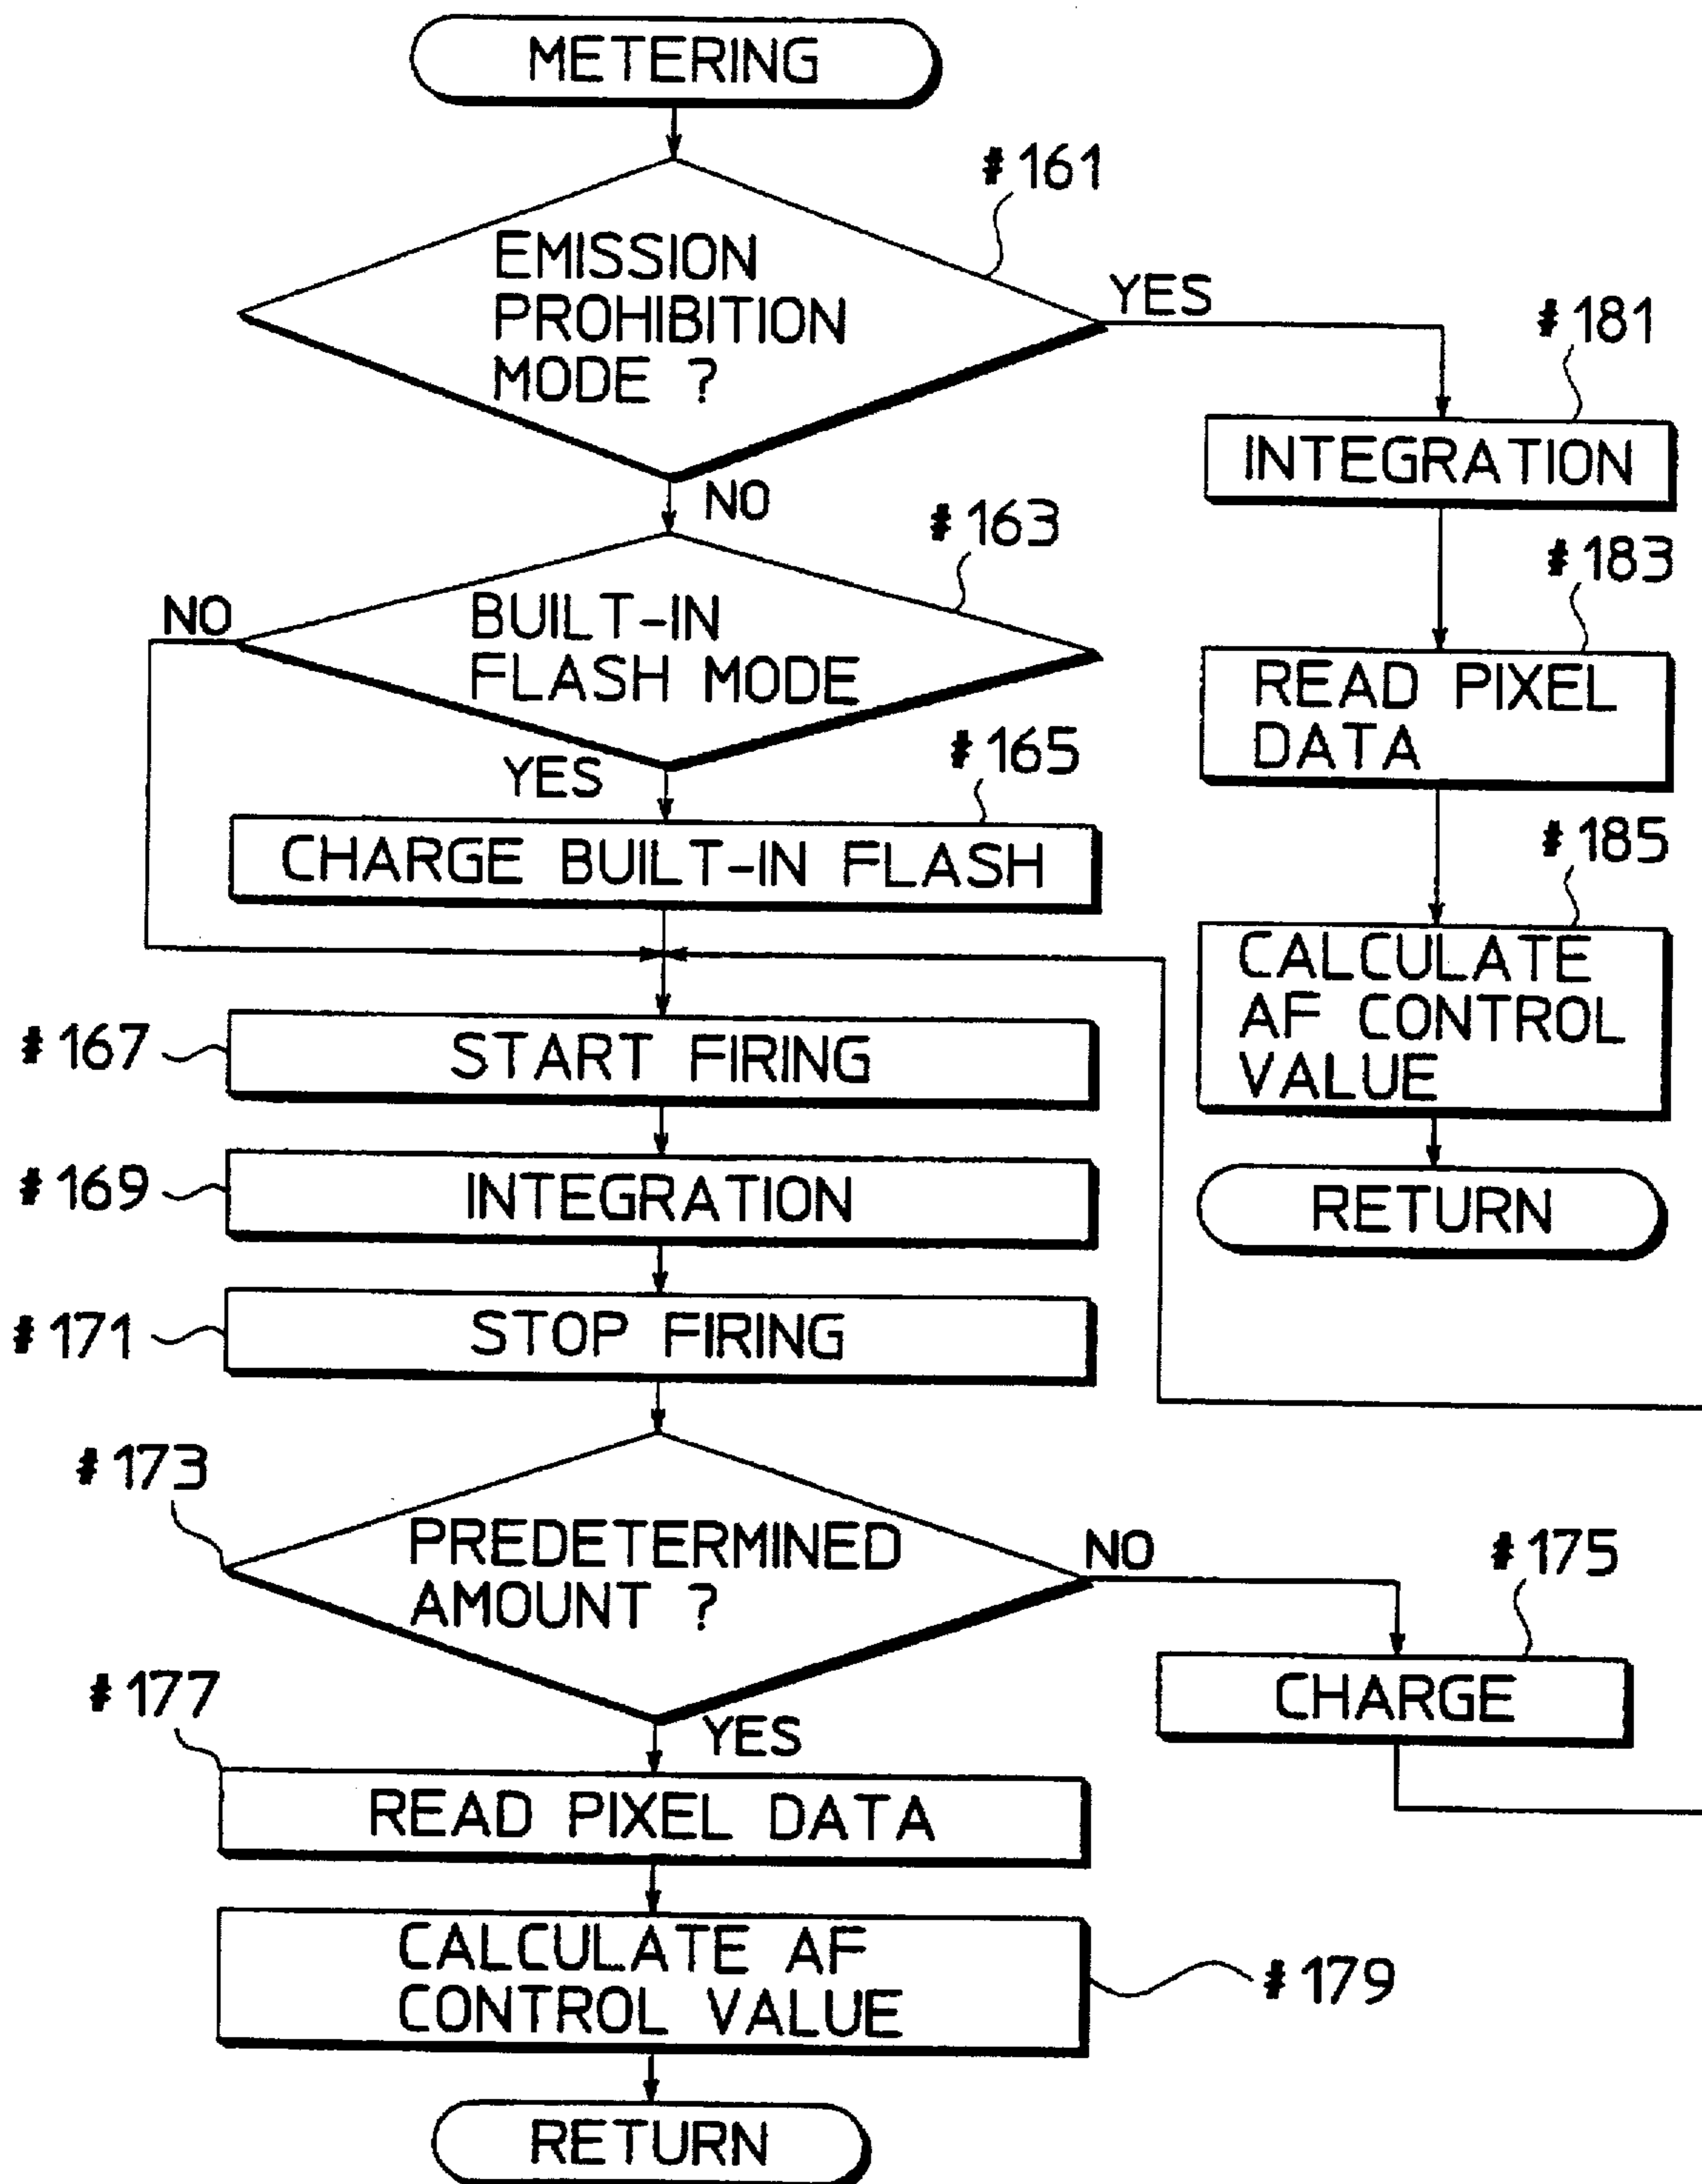 METERING
#161
EMISSION
PROHIBITION
MODE ?
YES
NO
#181
INTEGRATION
#163
BUILT-IN
FLASH MODE
NO
YES
#183
READ PIXEL
DATA
#165
CHARGE BUILT-IN FLASH
#185
CALCULATE
AF CONTROL
VALUE
RETURN
#167
START FIRING
#169
INTEGRATION
#171
STOP FIRING
#173
PREDETERMINED
AMOUNT ?
NO
#175
CHARGE
YES
#177
READ PIXEL DATA
CALCULATE AF
CONTROL VALUE
#179
RETURN